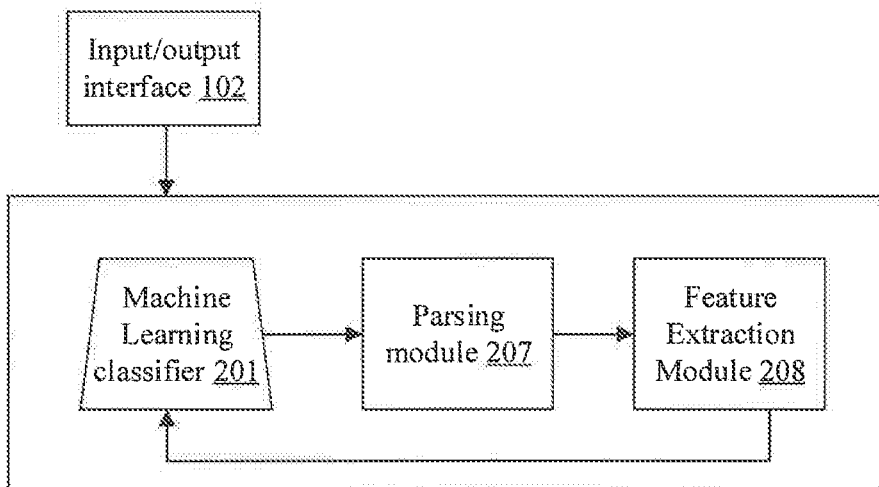 Input/output
interface 102
Machine
Learning
classifier 201
Parsing
module 207
Feature
Extraction
Module 208